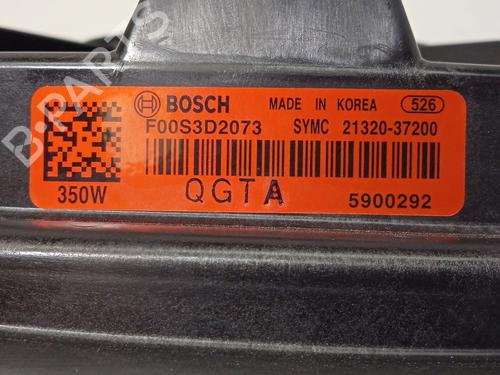 BOSCH MADE IN KOREA 526
F00S3D2073 SYMC 21320-37200
350W QGTA 5900292
B-PARTS